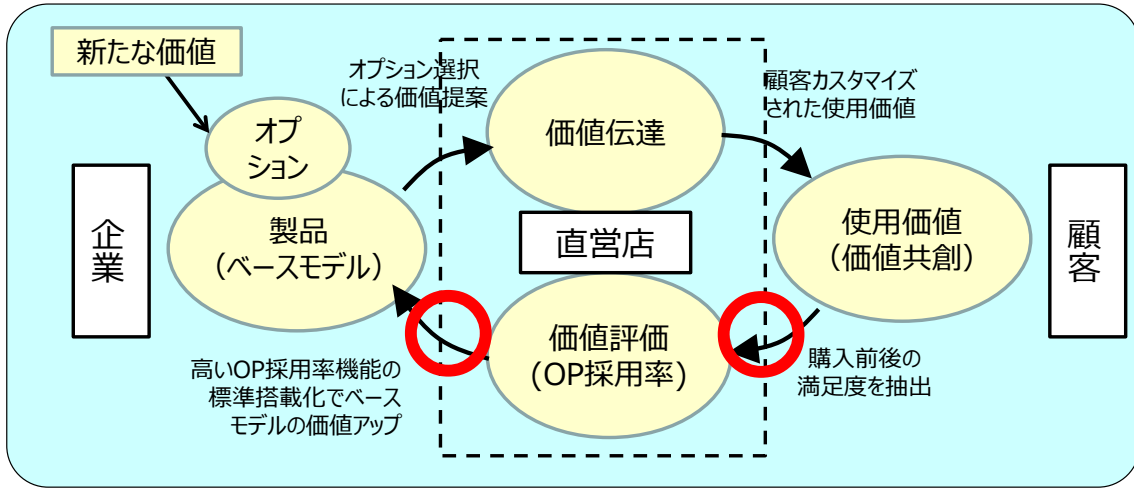 新たな価値
オプ
ション
製品
（ベースモデル）
企
業
オプション選択
による価値提案
価値伝達
直営店
価値評価
(OP採用率)
顧客カスタマイズ
された使用価値
使用価値
（価値共創）
顧
客
購入前後の
満足度を抽出
高いOP採用率機能の
標準搭載化でベース
モデルの価値アップ